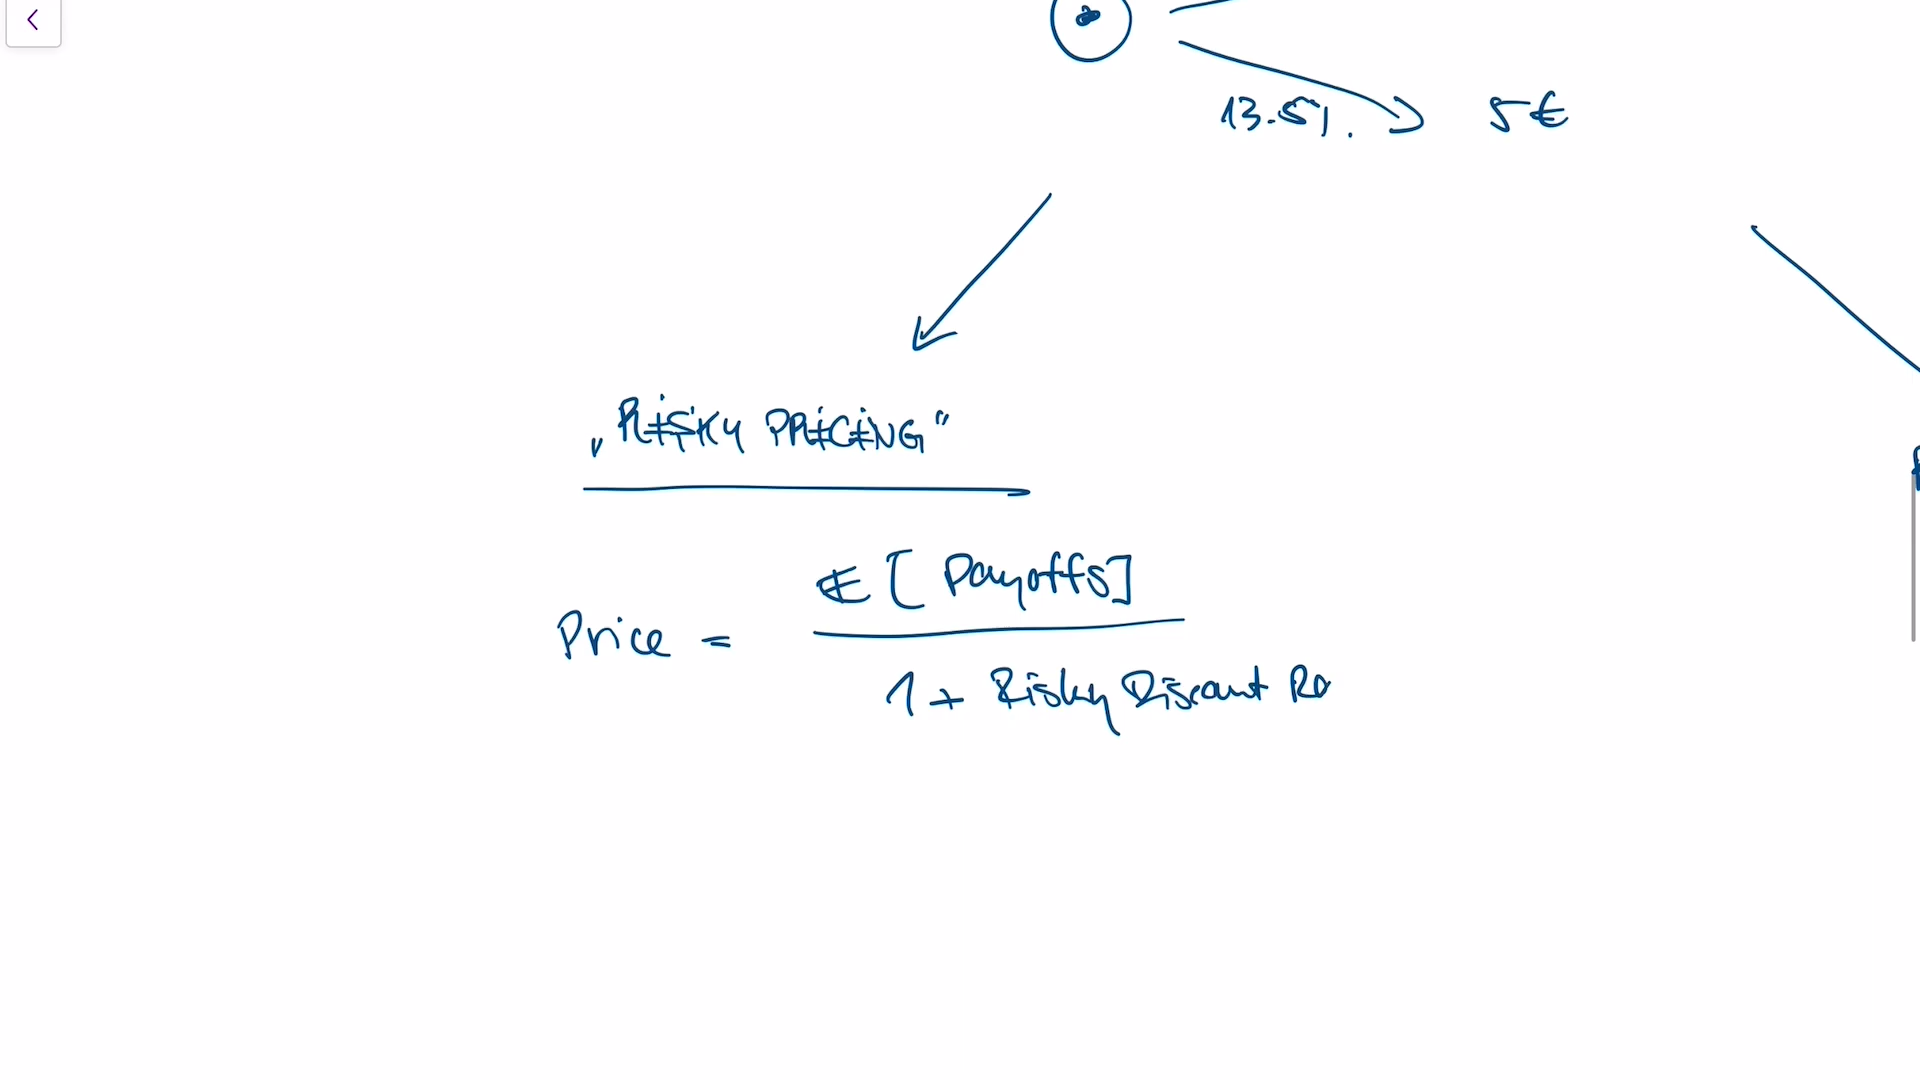 13.5%. 5€
„RISKY PRICING"
E [ Payoffs]
Price =
1 + Risky Discount Ra